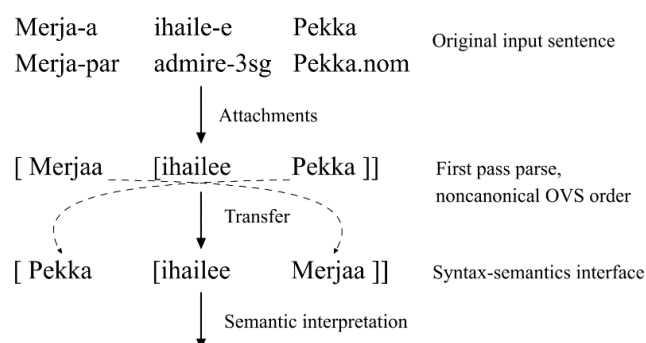 Merja-a ihaile-e Pekka Original input sentence
Merja-par admire-3sg Pekka.nom
Attachments
[ Merjaa [ihailee Pekka ]] First pass parse,
noncanonical OVS order
Transfer
[ Pekka [ihailee Merjaa ]] Syntax-semantics interface
Semantic interpretation